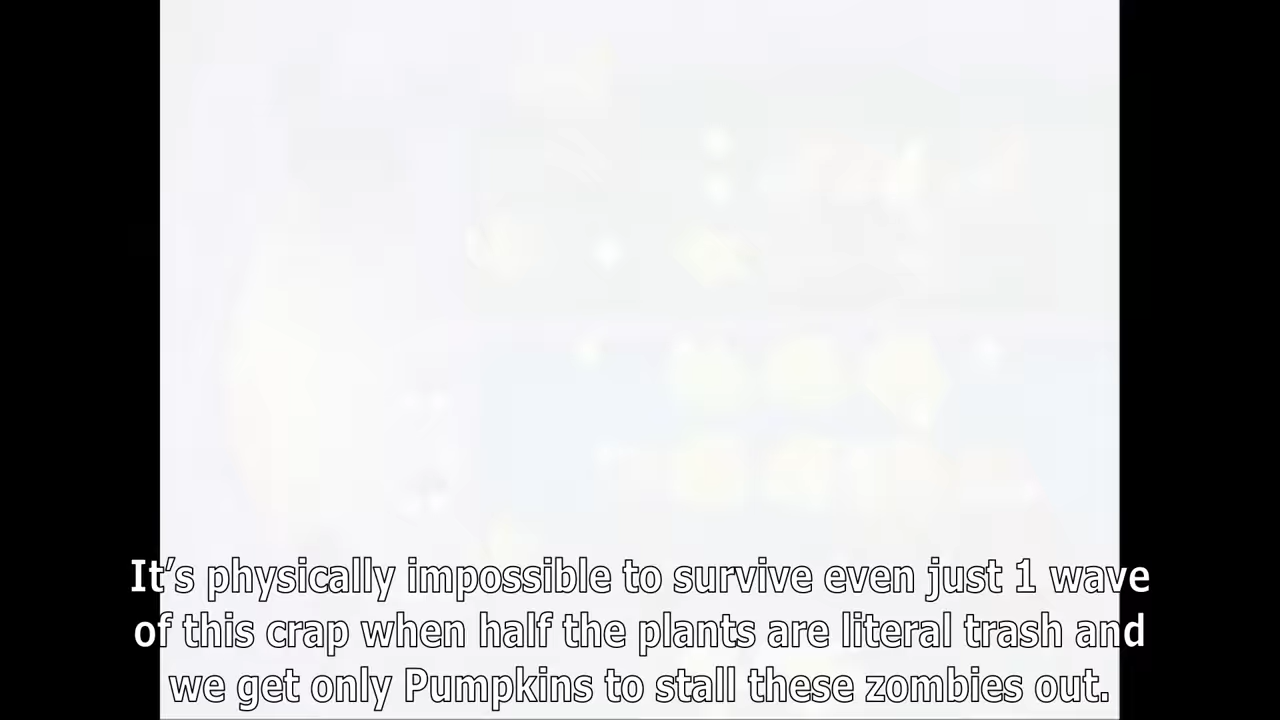 It’s physically impossible to survive even just 1 wave
of this crap when half the plants are literal trash and
we get only Pumpkins to stall these zombies out.